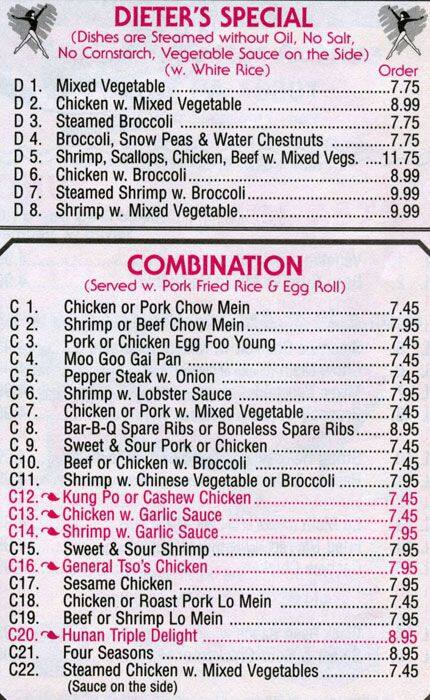 DIETER'S SPECIAL
(Dishes are Steamed without Oil, No Salt,
No Cornstarch, Vegetable Sauce on the Side)
(w. White Rice) Order
D 1. Mixed Vegetable 7.75
D 2. Chicken w. Mixed Vegetable 8.99
D 3. Steamed Broccoli 7.75
D 4. Broccoli, Snow Peas & Water Chestnuts 7.75
D 5. Shrimp, Scallops, Chicken, Beef w. Mixed Vegs. 11.75
D 6. Chicken w. Broccoli 8.99
D 7. Steamed Shrimp w. Broccoli 9.99
D 8. Shrimp w. Mixed Vegetable 9.99
COMBINATION
(Served w. Pork Fried Rice & Egg Roll)
C 1. Chicken or Pork Chow Mein 7.45
C 2. Shrimp or Beef Chow Mein 7.95
C 3. Pork or Chicken Egg Foo Young 7.45
C 4. Moo Goo Gai Pan 7.45
C 5. Pepper Steak w. Onion 7.45
C 6. Shrimp w. Lobster Sauce 7.95
C 7. Chicken or Pork w. Mixed Vegetable 7.45
C 8. Bar-B-Q Spare Ribs or Boneless Spare Ribs 8.95
C 9. Sweet & Sour Pork or Chicken 7.45
C10. Beef or Chicken w. Broccoli 7.45
C11. Shrimp w. Chinese Vegetable or Broccoli 7.95
C12. Kung Po or Cashew Chicken 7.45
C13. Chicken w. Garlic Sauce 7.45
C14. Shrimp w. Garlic Sauce 7.95
C15. Sweet & Sour Shrimp 7.95
C16. General Tso's Chicken 7.95
C17. Sesame Chicken 7.95
C18. Chicken or Roast Pork Lo Mein 7.45
C19. Beef or Shrimp Lo Mein 7.95
C20. Hunan Triple Delight 8.95
C21. Four Seasons 8.95
C22. Steamed Chicken w. Mixed Vegetables 7.45
(Sauce on the side)